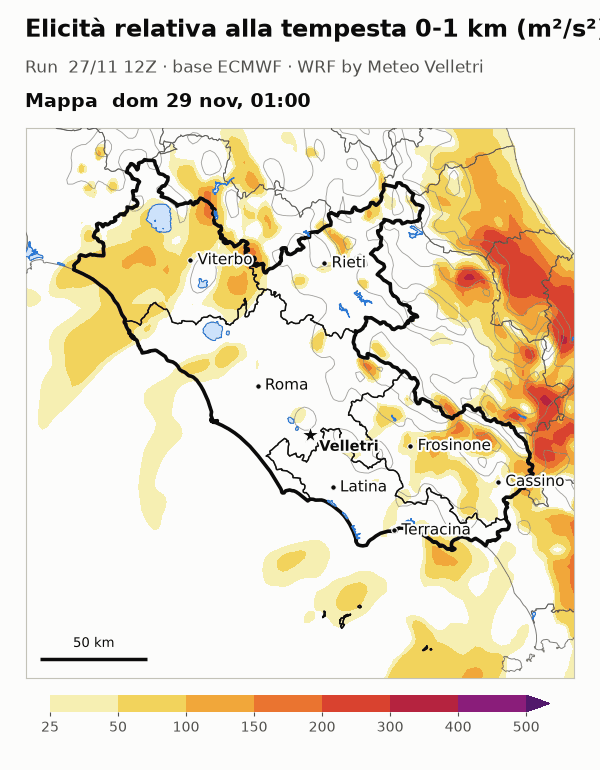 Elicità relativa alla tempesta 0-1 km (m²/s²)
Run 27/11 12Z · base ECMWF · WRF by Meteo Velletri
Mappa dom 29 nov, 01:00
Viterbo
Rieti
Roma
Velletri
Frosinone
Cassino
Latina
Terracina
50 km
25 50 100 150 200 300 400 500